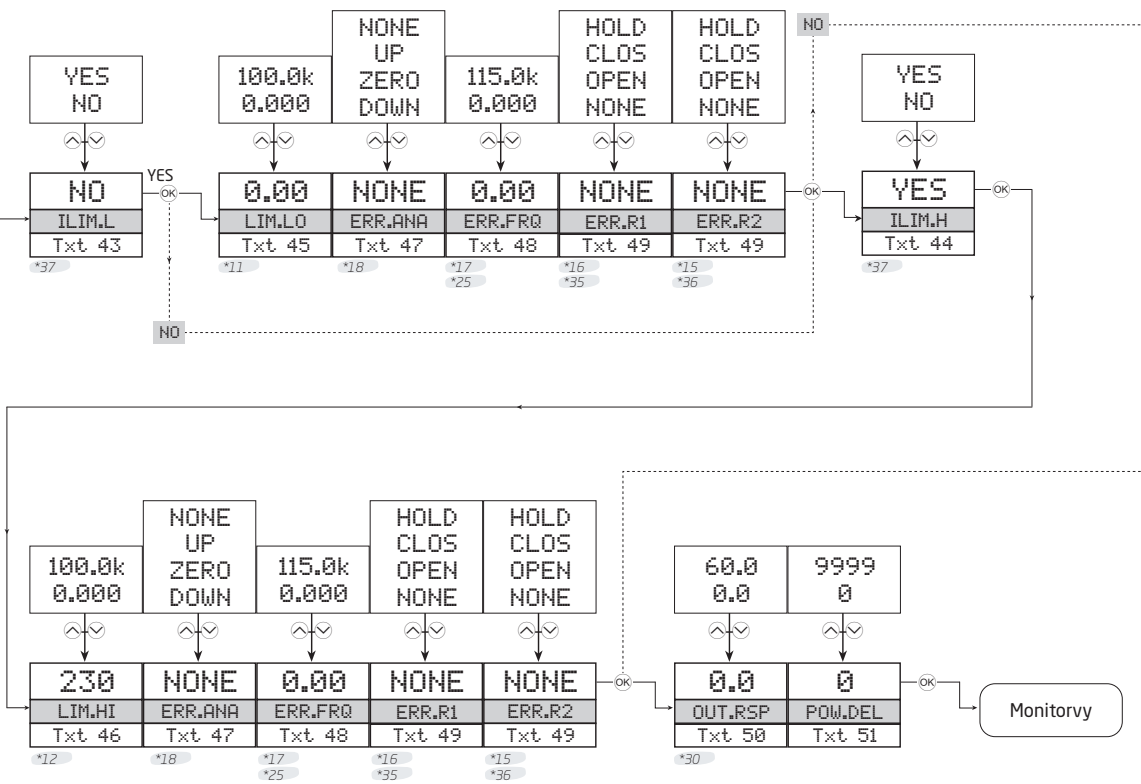 YES
NO
NO
ILIM.L
Txt 43
*37
YES
OK
NO
100.0k
0.000
0.00
LIM.LO
Txt 45
*11
NONE
UP
ZERO
DOWN
NONE
ERR.ANA
Txt 47
*18
115.0k
0.000
0.00
ERR.FRQ
Txt 48
*17
*25
HOLD
CLOS
OPEN
NONE
NONE
ERR.R1
Txt 49
*16
*35
HOLD
CLOS
OPEN
NONE
NONE
ERR.R2
Txt 49
*15
*36
OK
NO
YES
NO
YES
ILIM.H
Txt 44
*37
OK
100.0k
0.000
230
LIM.HI
Txt 46
*12
NONE
UP
ZERO
DOWN
NONE
ERR.ANA
Txt 47
*18
115.0k
0.000
0.00
ERR.FRQ
Txt 48
*17
*25
HOLD
CLOS
OPEN
NONE
NONE
ERR.R1
Txt 49
*16
*35
HOLD
CLOS
OPEN
NONE
NONE
ERR.R2
Txt 49
*15
*36
OK
60.0
0.0
0.0
OUT.RSP
Txt 50
*30
9999
0
0
POW.DEL
Txt 51
OK
Monitorvy